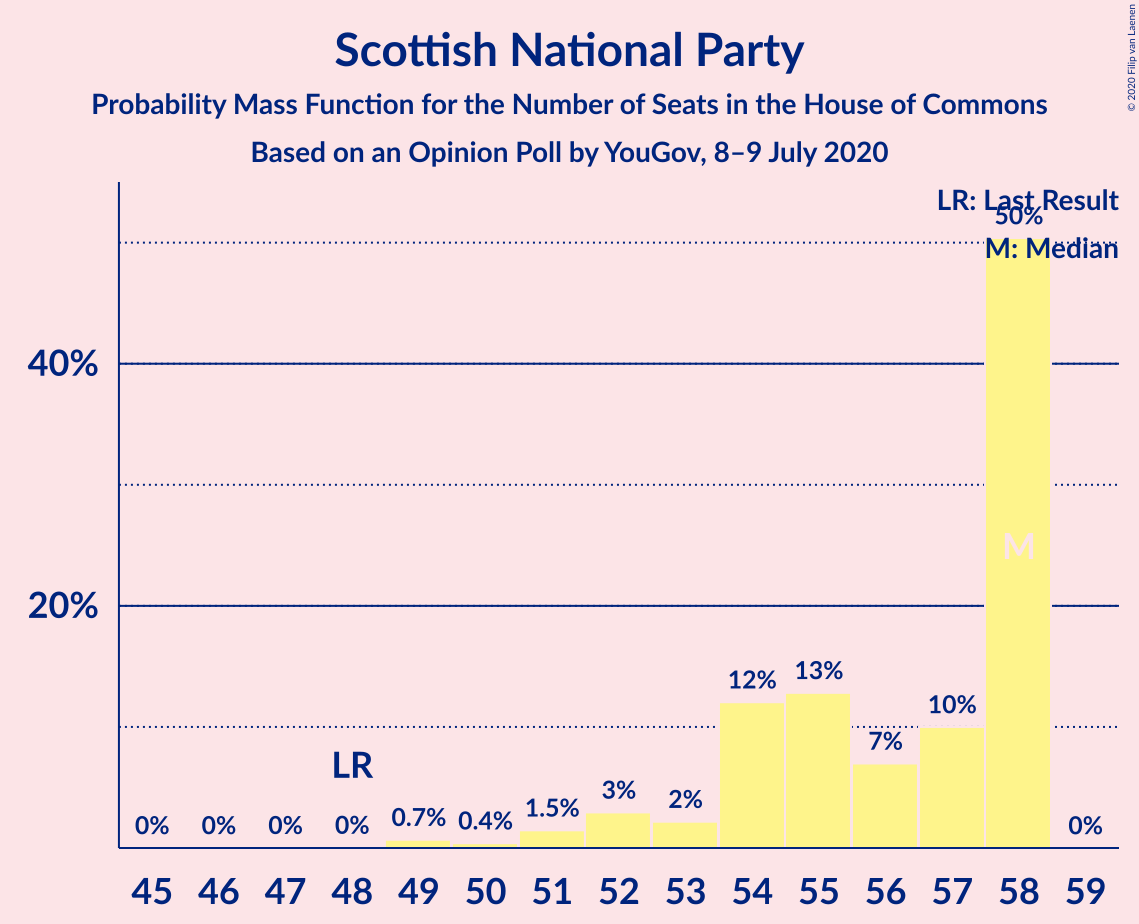 Scottish National Party
Probability Mass Function for the Number of Seats in the House of Commons
Based on an Opinion Poll by YouGov, 8–9 July 2020
© 2020 Filip van Laenen
LR: Last Result
50%
M: Median
40%
M
20%
13%
12%
10%
7%
LR
3%
2%
1.5%
0.7%
0.4%
0% 0% 0% 0% 0%
45 46 47 48 49 50 51 52 53 54 55 56 57 58 59